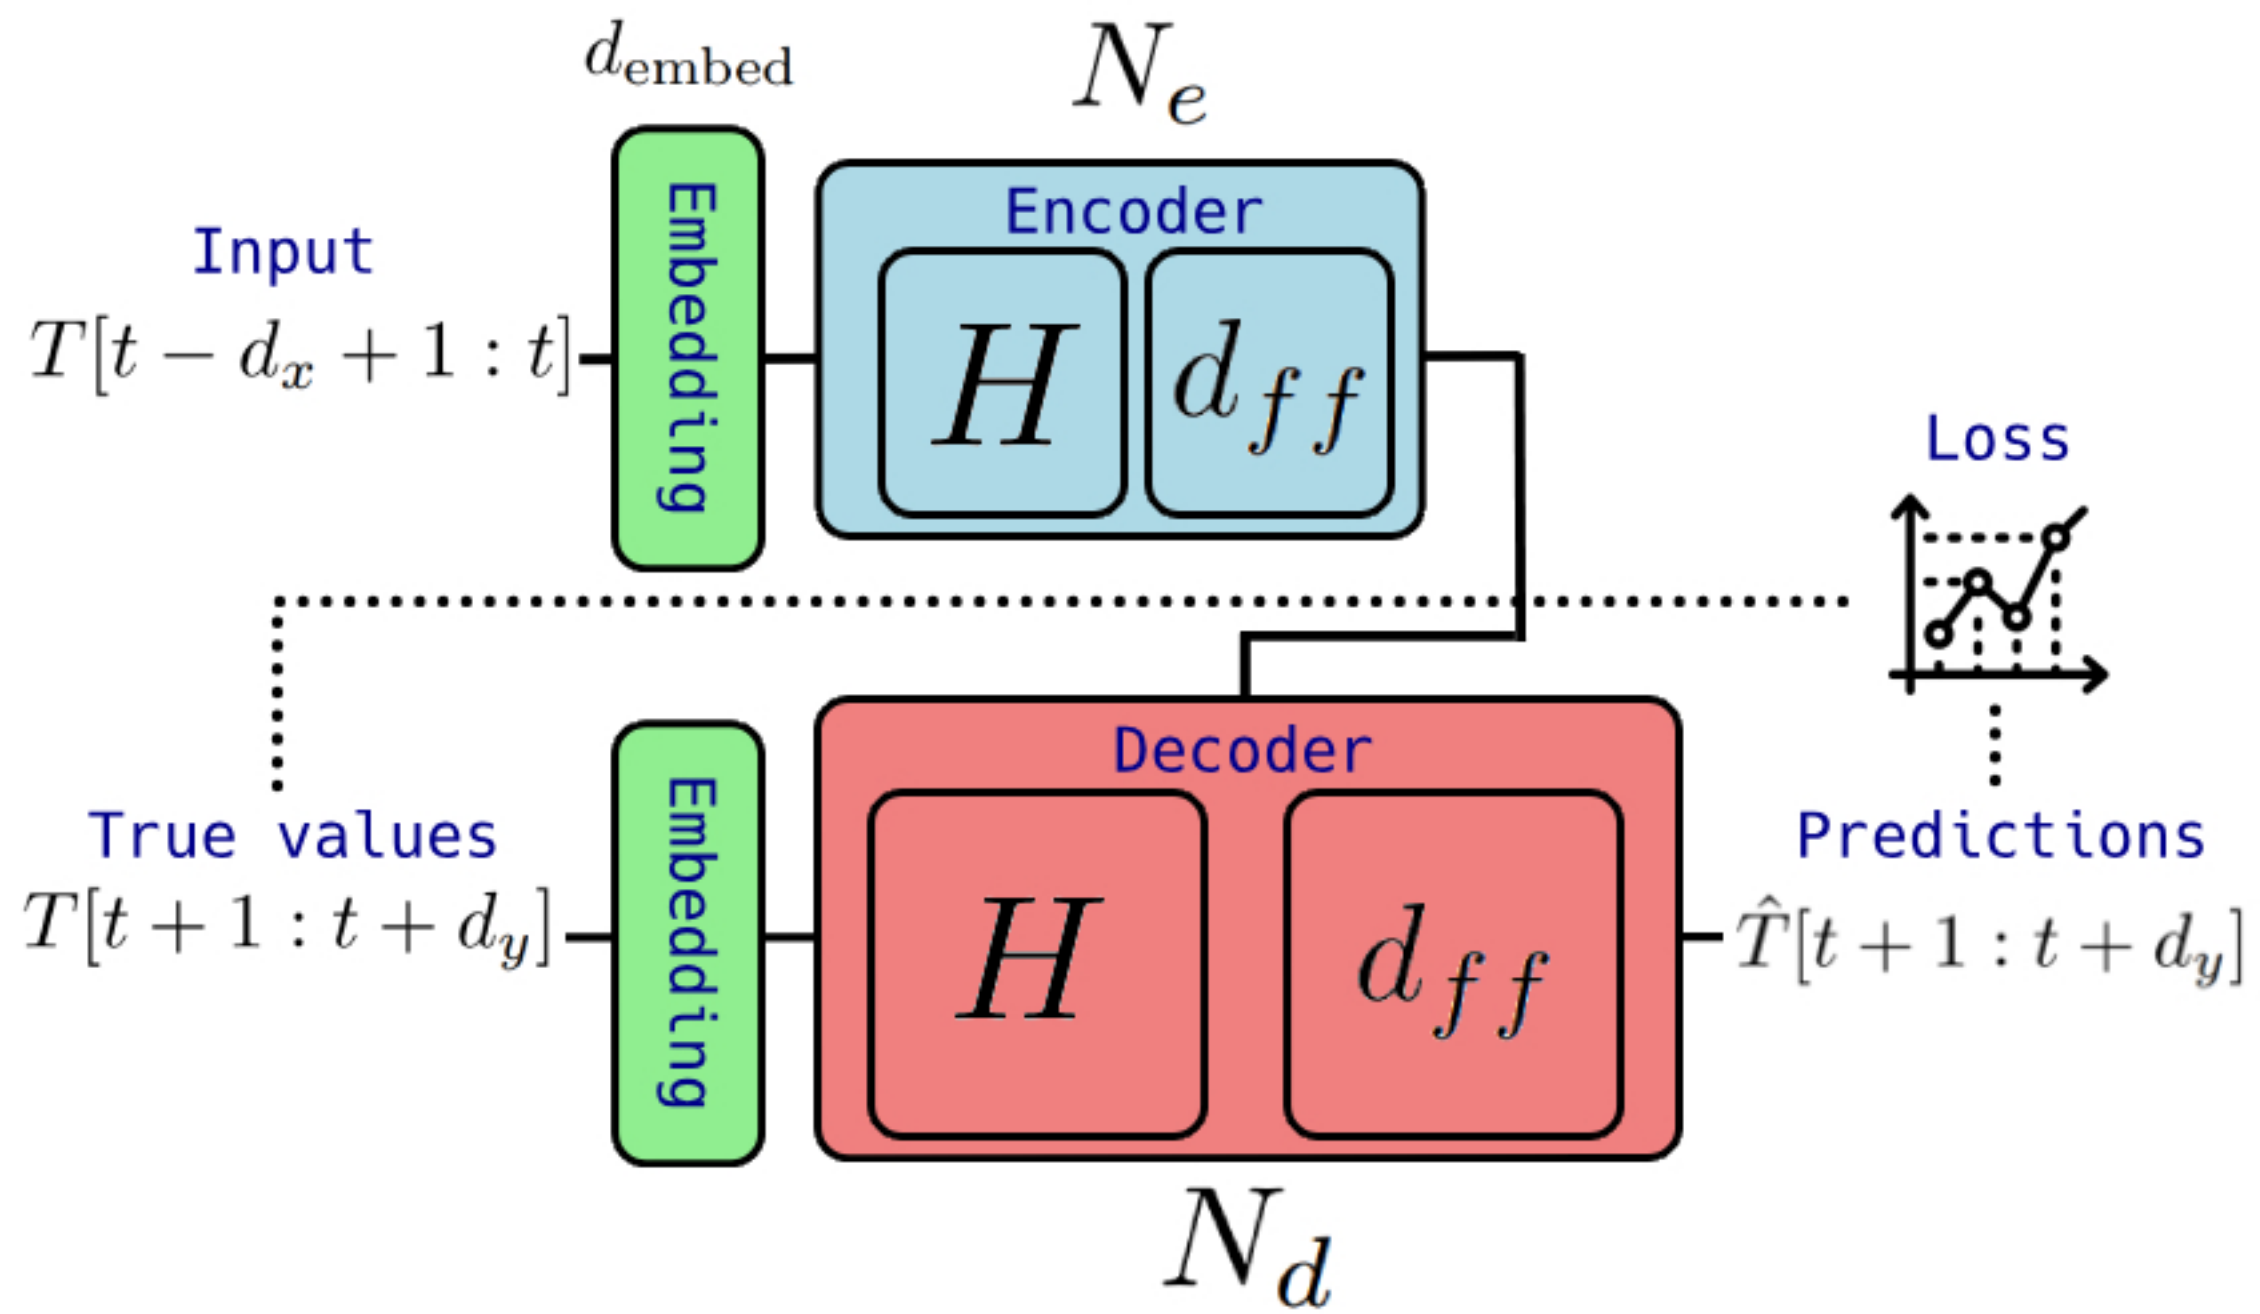 d_embed
N_e
Input
T[t − d_x + 1 : t]
Embedding
Encoder
H
d_ff
Loss
True values
T[t + 1 : t + d_y]
Embedding
Decoder
H
d_ff
Predictions
T̂[t + 1 : t + d_y]
N_d